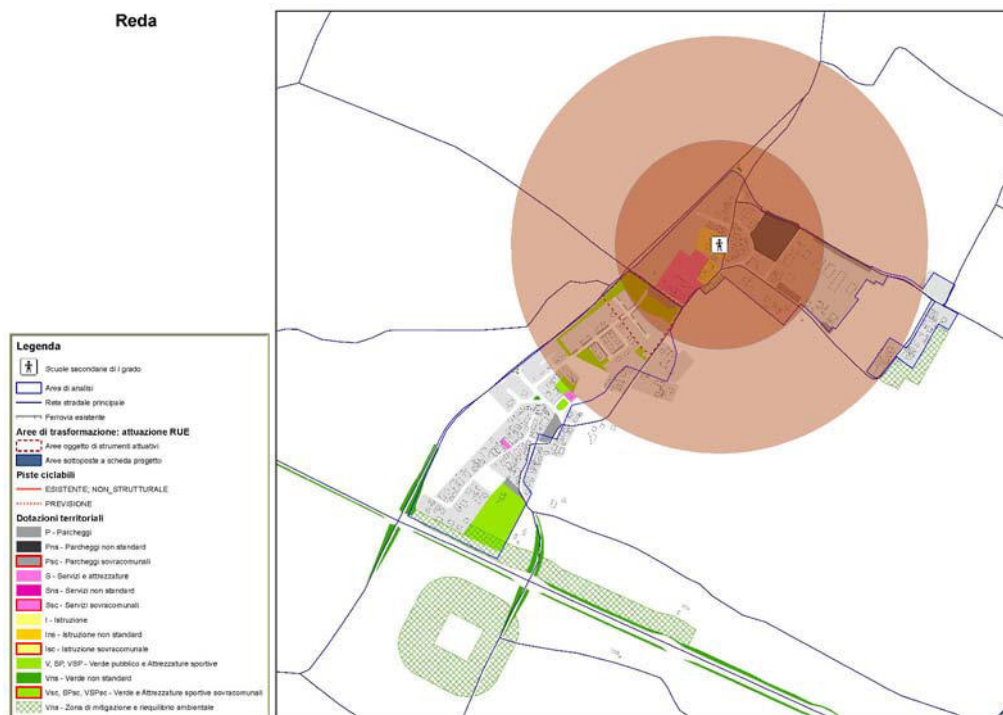 Reda
Legenda
Scuole secondarie di I grado
Area di analisi
Rete stradale principale
Ferrovia esistente
Aree di trasformazione: attuazione RUE
Aree oggetto di strumenti attuativi
Aree sottoposte a scheda progetto
Piste ciclabili
ESISTENTE; NON_STRUTTURALE
PREVISIONE
Dotazioni territoriali
P - Parcheggi
Pns - Parcheggi non standard
Psc - Parcheggi sovracomunali
S - Servizi e attrezzature
Sns - Servizi non standard
Ssc - Servizi sovracomunali
I - Istruzione
Ins - Istruzione non standard
Isc - Istruzione sovracomunale
V, SP, VSP - Verde pubblico e Attrezzature sportive
Vns - Verde non standard
Vsc, SPsc, VSPsc - Verde e Attrezzature sportive sovracomunali
Vna - Zona di mitigazione e riequilibrio ambientale